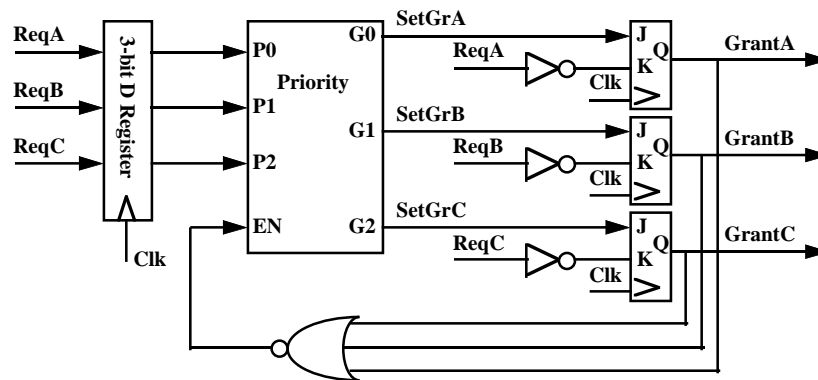 ReqA
ReqB
ReqC
3-bit D Register
Clk
P0
P1
P2
EN
Priority
G0
G1
G2
SetGrA
ReqA
Clk
J
K
Q
GrantA
SetGrB
ReqB
Clk
J
K
Q
GrantB
SetGrC
ReqC
Clk
J
K
Q
GrantC